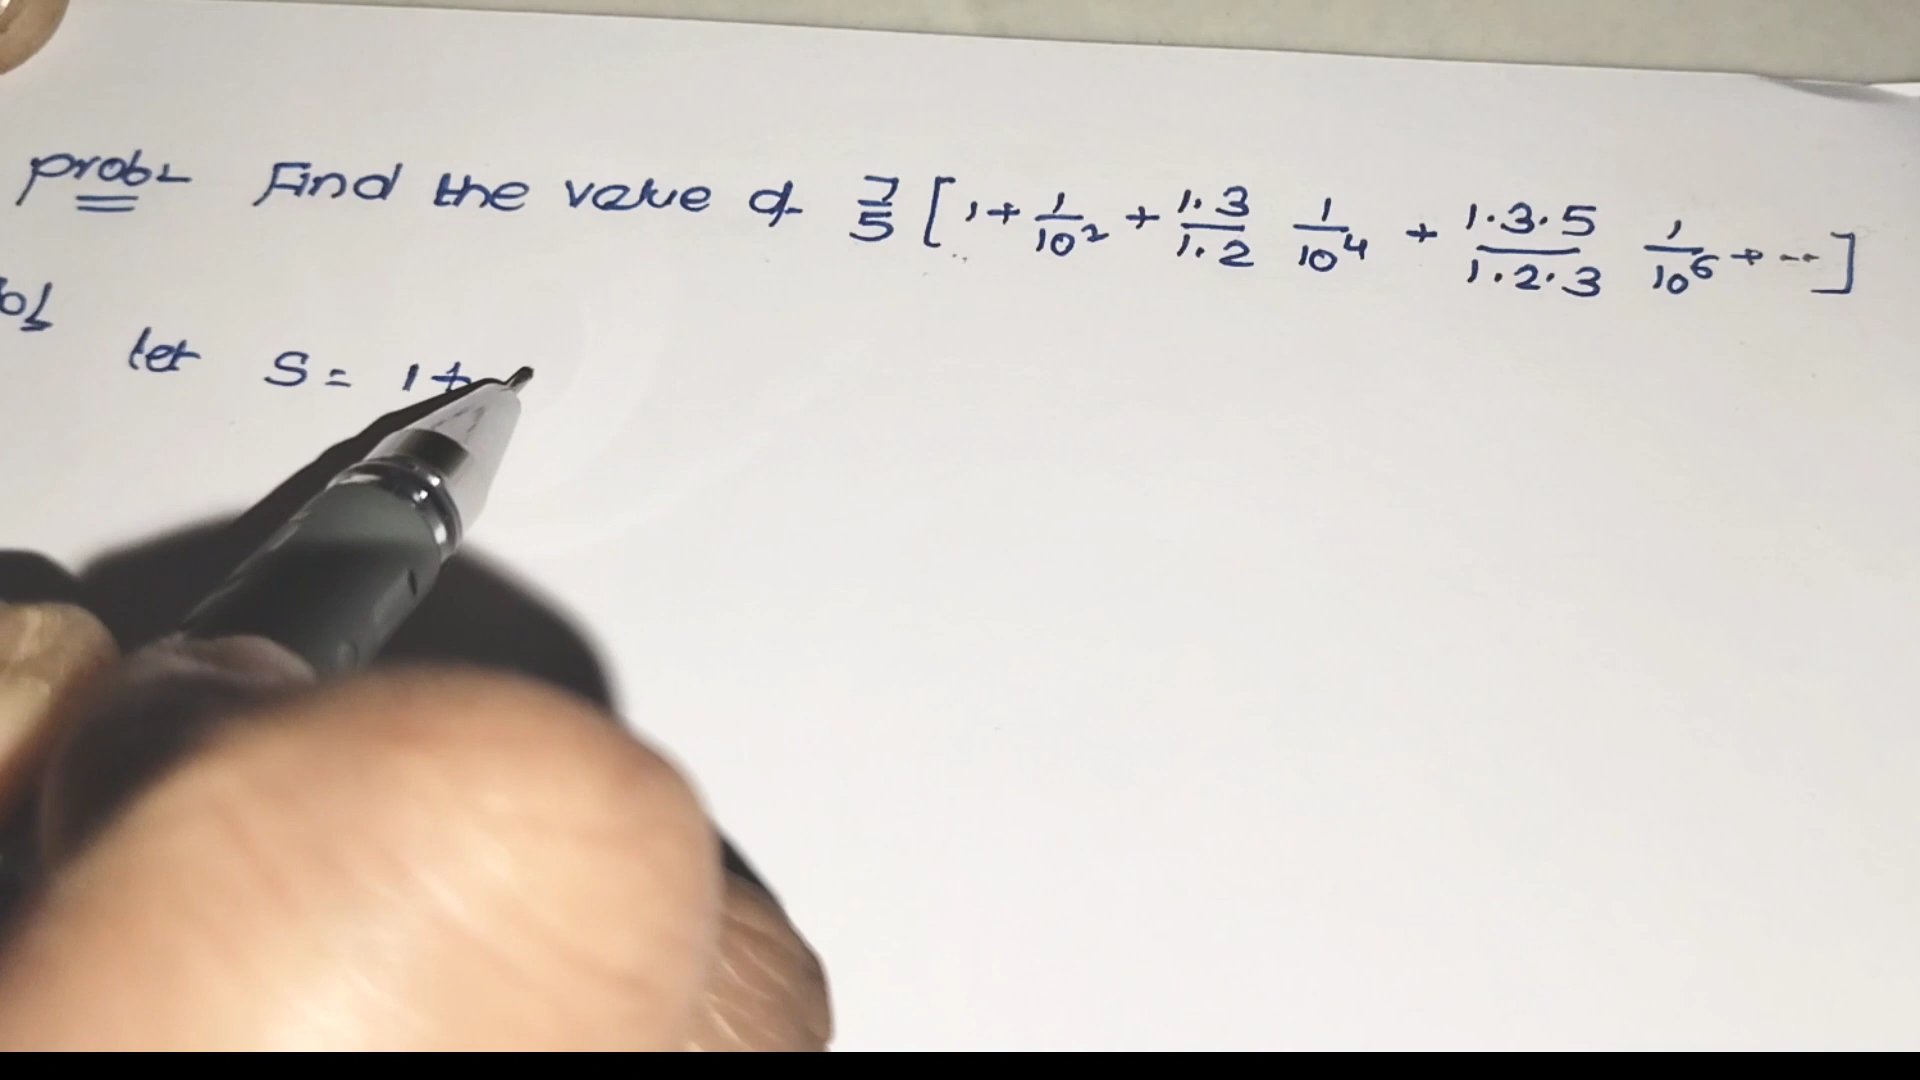 prob:- Find the value of 7/5 [1 + 1/10² + 1.3/1.2 1/10⁴ + 1.3.5/1.2.3 1/10⁶ + --]
let S = 1+